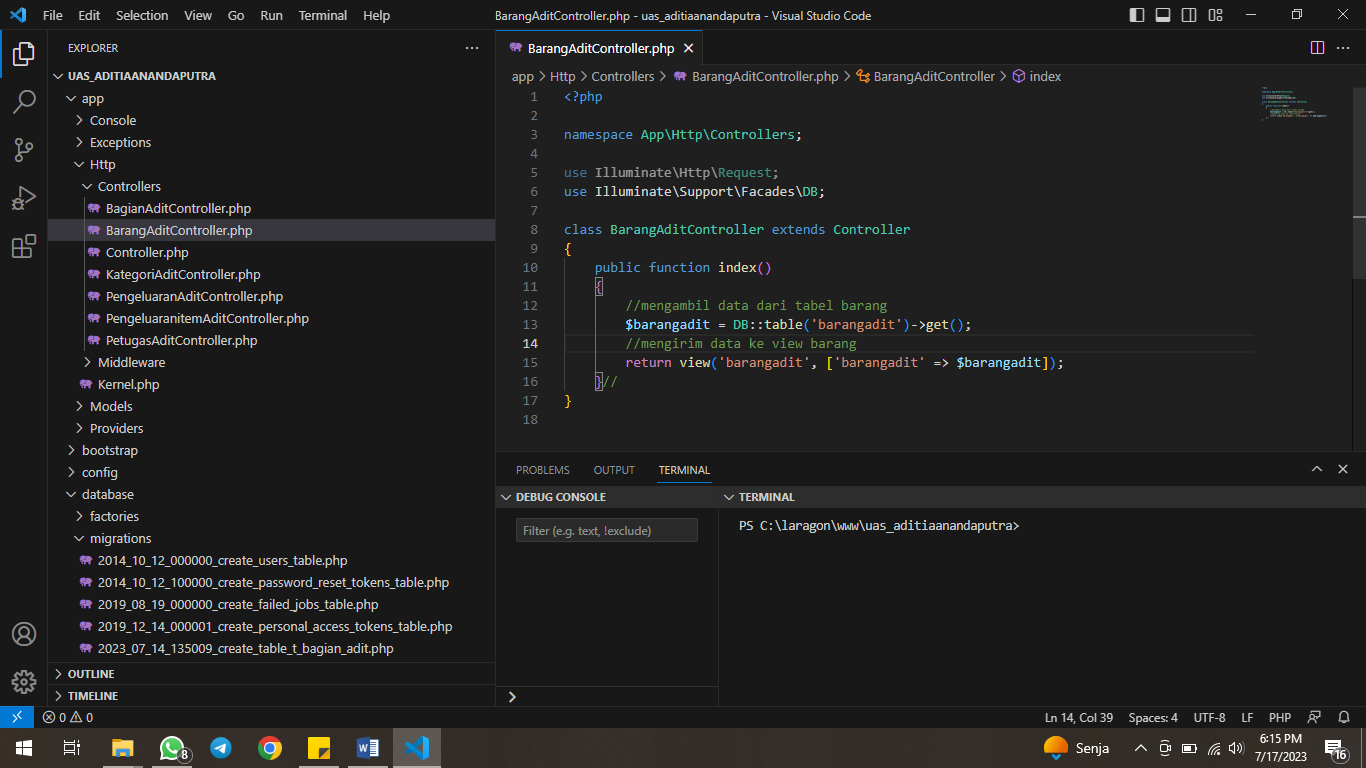 File Edit Selection View Go Run Terminal Help BarangAditController.php - uas_aditiaanandaputra - Visual Studio Code
EXPLORER
UAS_ADITIAANANDAPUTRA
app
Console
Exceptions
Http
Controllers
BagianAditController.php
BarangAditController.php
Controller.php
KategoriAditController.php
PengeluaranAditController.php
PengeluaranitemAditController.php
PetugasAditController.php
Middleware
Kernel.php
Models
Providers
bootstrap
config
database
factories
migrations
2014_10_12_000000_create_users_table.php
2014_10_12_100000_create_password_reset_tokens_table.php
2019_08_19_000000_create_failed_jobs_table.php
2019_12_14_000001_create_personal_access_tokens_table.php
2023_07_14_135009_create_table_t_bagian_adit.php
OUTLINE
TIMELINE
BarangAditController.php
app > Http > Controllers > BarangAditController.php > BarangAditController > index
1 <?php
2
3 namespace App\Http\Controllers;
4
5 use Illuminate\Http\Request;
6 use Illuminate\Support\Facades\DB;
7
8 class BarangAditController extends Controller
9 {
10     public function index()
11     {
12         //mengambil data dari tabel barang
13         $barangadit = DB::table('barangadit')->get();
14         //mengirim data ke view barang
15         return view('barangadit', ['barangadit' => $barangadit]);
16     }//
17 }
18
PROBLEMS OUTPUT TERMINAL
DEBUG CONSOLE
Filter (e.g. text, !exclude)
TERMINAL
PS C:\laragon\www\uas_aditiaanandaputra>
0 0 Ln 14, Col 39 Spaces: 4 UTF-8 LF PHP
8 Senja 6:15 PM
7/17/2023 16